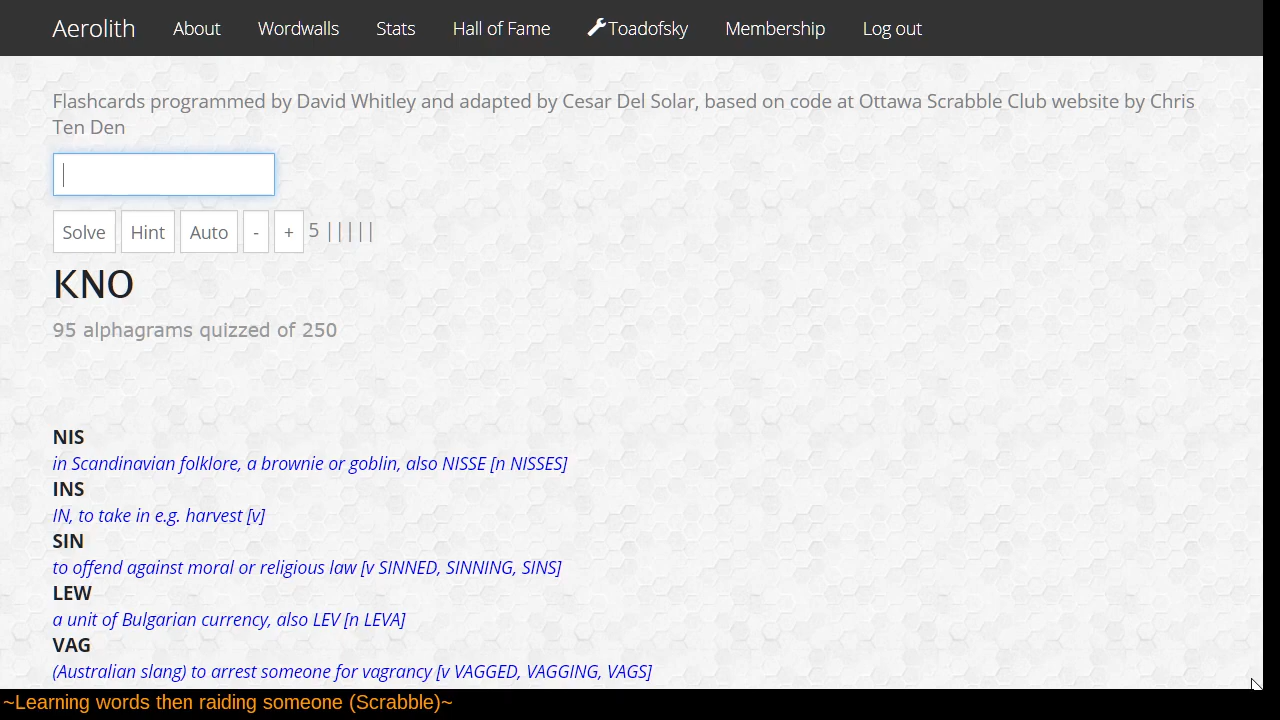 Aerolith About Wordwalls Stats Hall of Fame Toadofsky Membership Log out
Flashcards programmed by David Whitley and adapted by Cesar Del Solar, based on code at Ottawa Scrabble Club website by Chris
Ten Den
Solve Hint Auto - + 5 |||||
KNO
95 alphagrams quizzed of 250
NIS
in Scandinavian folklore, a brownie or goblin, also NISSE [n NISSES]
INS
IN, to take in e.g. harvest [v]
SIN
to offend against moral or religious law [v SINNED, SINNING, SINS]
LEW
a unit of Bulgarian currency, also LEV [n LEVA]
VAG
(Australian slang) to arrest someone for vagrancy [v VAGGED, VAGGING, VAGS]
~Learning words then raiding someone (Scrabble)~